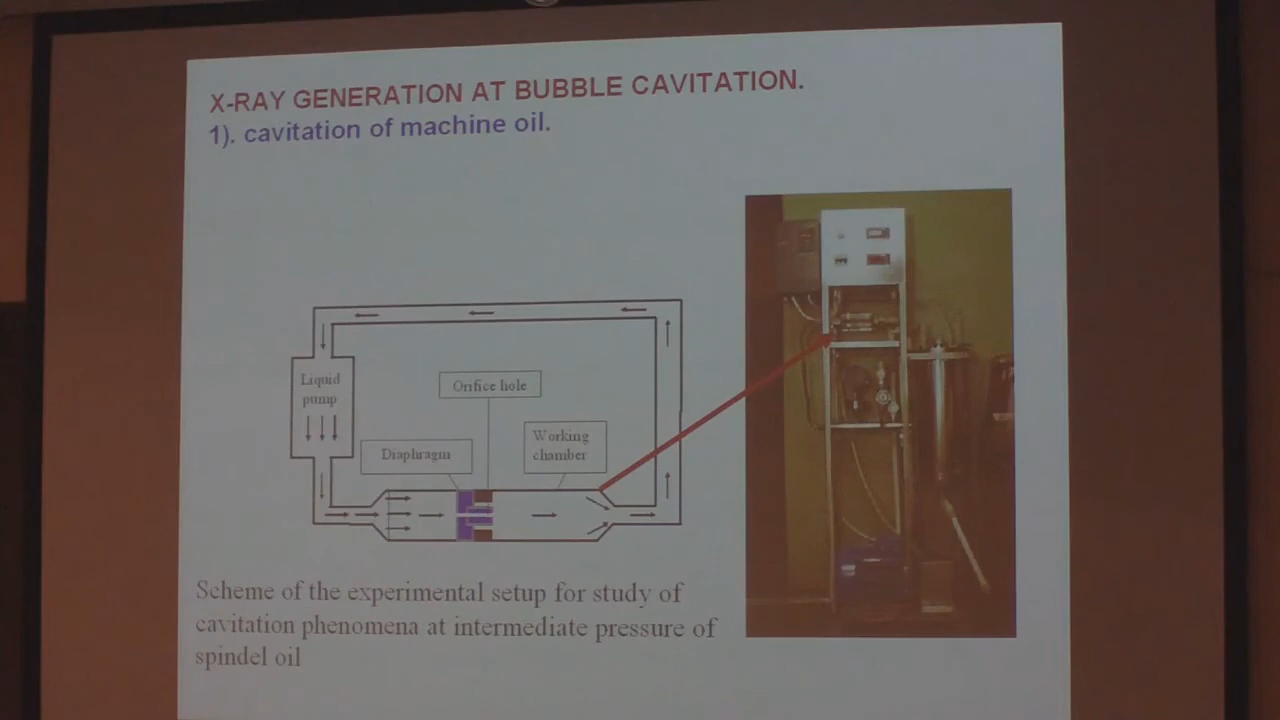 X-RAY GENERATION AT BUBBLE CAVITATION.
1). cavitation of machine oil.
Liquid
pump
Orifice hole
Diaphragm
Working
chamber
Scheme of the experimental setup for study of
cavitation phenomena at intermediate pressure of
spindel oil